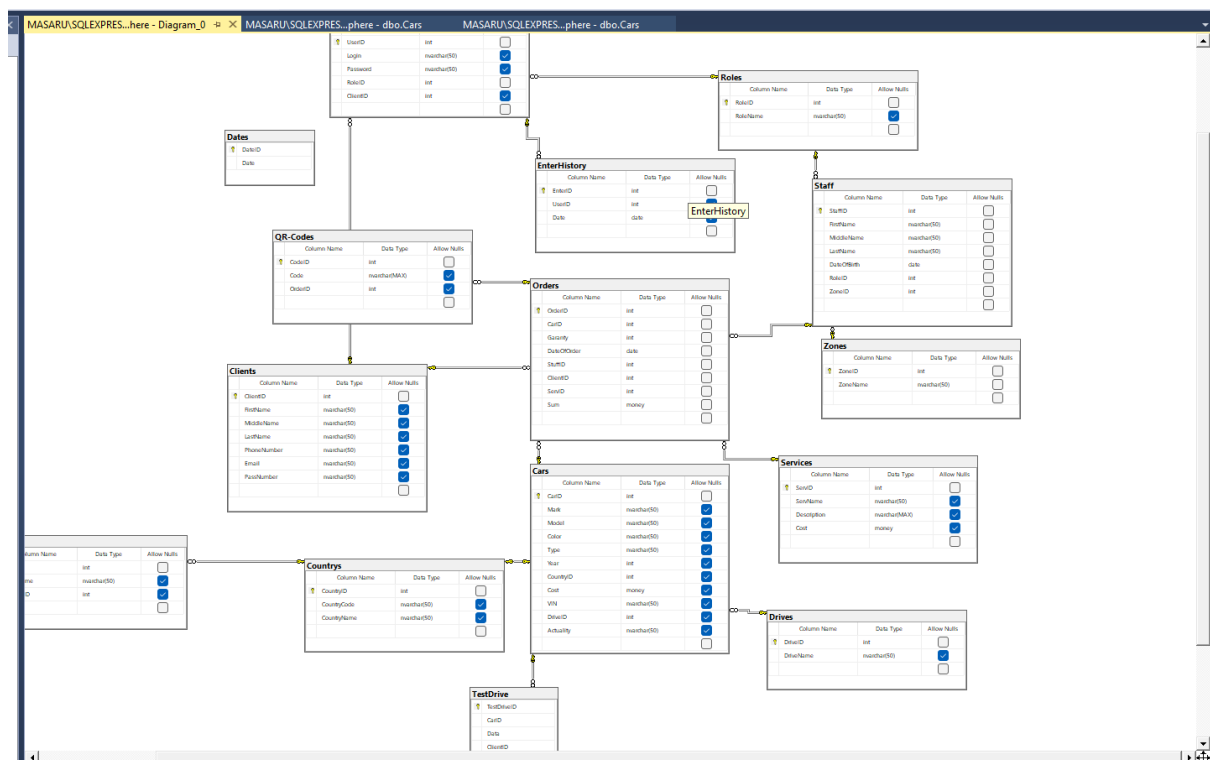 MASARU\SQLEXPRES...here - Diagram_0 MASARU\SQLEXPRES...phere - dbo.Cars MASARU\SQLEXPRES...phere - dbo.Cars
UserID int
Login nvarchar(50)
Password nvarchar(50)
RoleID int
ClientID int
Roles
Column Name Data Type Allow Nulls
RoleID int
RoleName nvarchar(50)
Dates
DateID
Date
EnterHistory
Column Name Data Type Allow Nulls
EnterID int
UserID int
Date date
EnterHistory
Staff
Column Name Data Type Allow Nulls
StaffID int
FirstName nvarchar(50)
MiddleName nvarchar(50)
LastName nvarchar(50)
DateOfBirth date
RoleID int
ZoneID int
QR-Codes
Column Name Data Type Allow Nulls
CodeID int
Code nvarchar(MAX)
OrderID int
Orders
Column Name Data Type Allow Nulls
OrderID int
CarID int
Garanty int
DateOfOrder date
StuffID int
ClientID int
ServID int
Sum money
Zones
Column Name Data Type Allow Nulls
ZoneID int
ZoneName nvarchar(50)
Clients
Column Name Data Type Allow Nulls
ClientID int
FirstName nvarchar(50)
MiddleName nvarchar(50)
LastName nvarchar(50)
PhoneNumber nvarchar(50)
Email nvarchar(50)
PassNumber nvarchar(50)
Services
Column Name Data Type Allow Nulls
ServID int
ServName nvarchar(50)
Description nvarchar(MAX)
Cost money
Cars
Column Name Data Type Allow Nulls
CarID int
Mark nvarchar(50)
Model nvarchar(50)
Color nvarchar(50)
Type nvarchar(50)
Year int
CountryID int
Cost money
VIN nvarchar(50)
DriveID int
Actuality nvarchar(50)
lumn Name Data Type Allow Nulls
int
me nvarchar(50)
D int
Countrys
Column Name Data Type Allow Nulls
CountryID int
CountryCode nvarchar(50)
CountryName nvarchar(50)
Drives
Column Name Data Type Allow Nulls
DriveID int
DriveName nvarchar(50)
TestDrive
TestDriveID
CarID
Data
ClientID